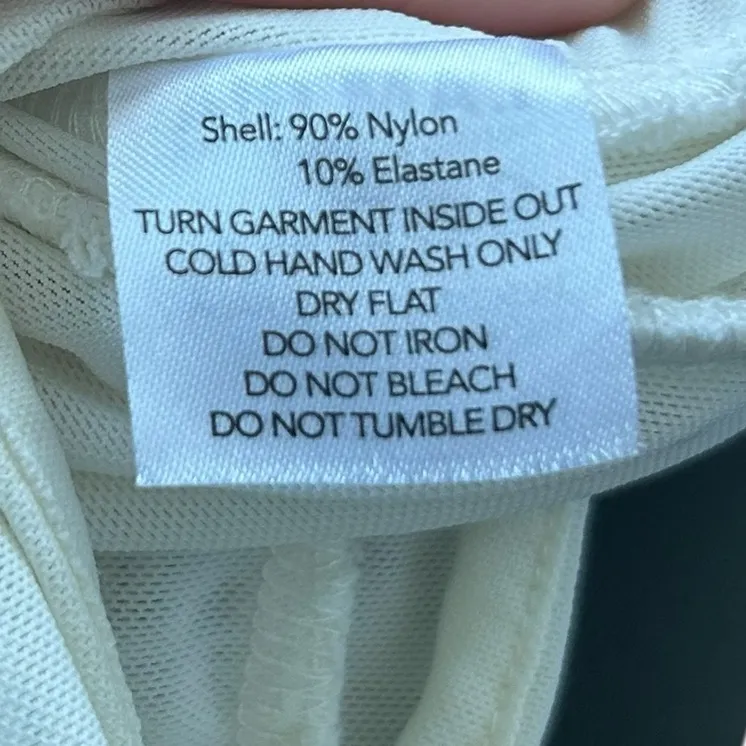 Shell: 90% Nylon
10% Elastane
TURN GARMENT INSIDE OUT
COLD HAND WASH ONLY
DRY FLAT
DO NOT IRON
DO NOT BLEACH
DO NOT TUMBLE DRY